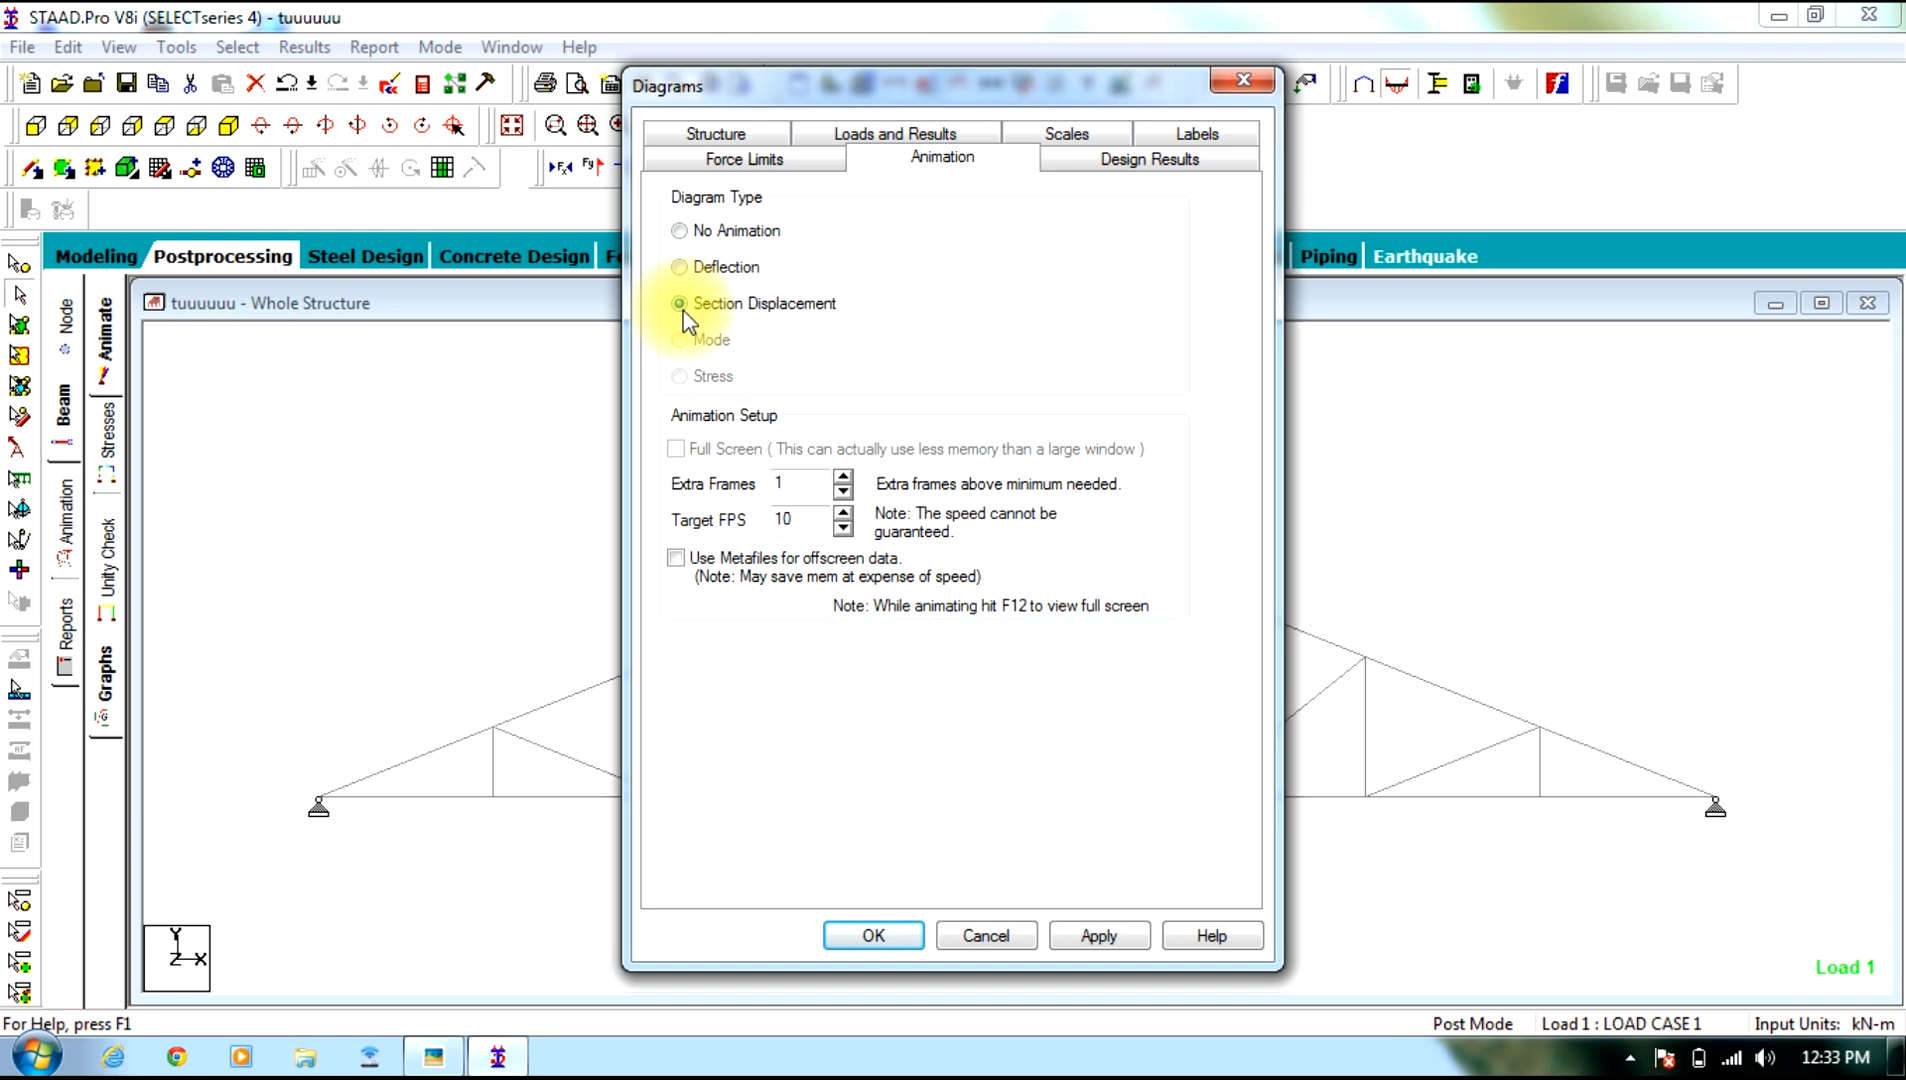 STAAD.Pro V8i (SELECTseries 4) - tuuuuuu
File Edit View Tools Select Results Report Mode Window Help
Modeling Postprocessing Steel Design Concrete Design
Piping Earthquake
Node
Beam
Animation
Reports
Animate
Stresses
Unity Check
Graphs
tuuuuuu - Whole Structure
Diagrams
Structure Loads and Results Scales Labels
Force Limits Animation Design Results
Diagram Type
No Animation
Deflection
Section Displacement
Mode
Stress
Animation Setup
Full Screen ( This can actually use less memory than a large window )
Extra Frames 1 Extra frames above minimum needed.
Target FPS 10 Note: The speed cannot be
guaranteed.
Use Metafiles for offscreen data.
(Note: May save mem at expense of speed)
Note: While animating hit F12 to view full screen
OK Cancel Apply Help
Y
Z X
Load 1
For Help, press F1
Post Mode Load 1 : LOAD CASE 1 Input Units: kN-m
12:33 PM